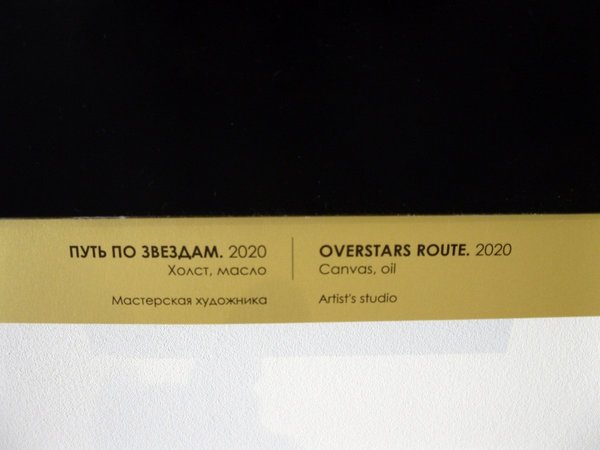 ПУТЬ ПО ЗВЕЗДАМ. 2020
Холст, масло
Мастерская художника
OVERSTARS ROUTE. 2020
Canvas, oil
Artist's studio